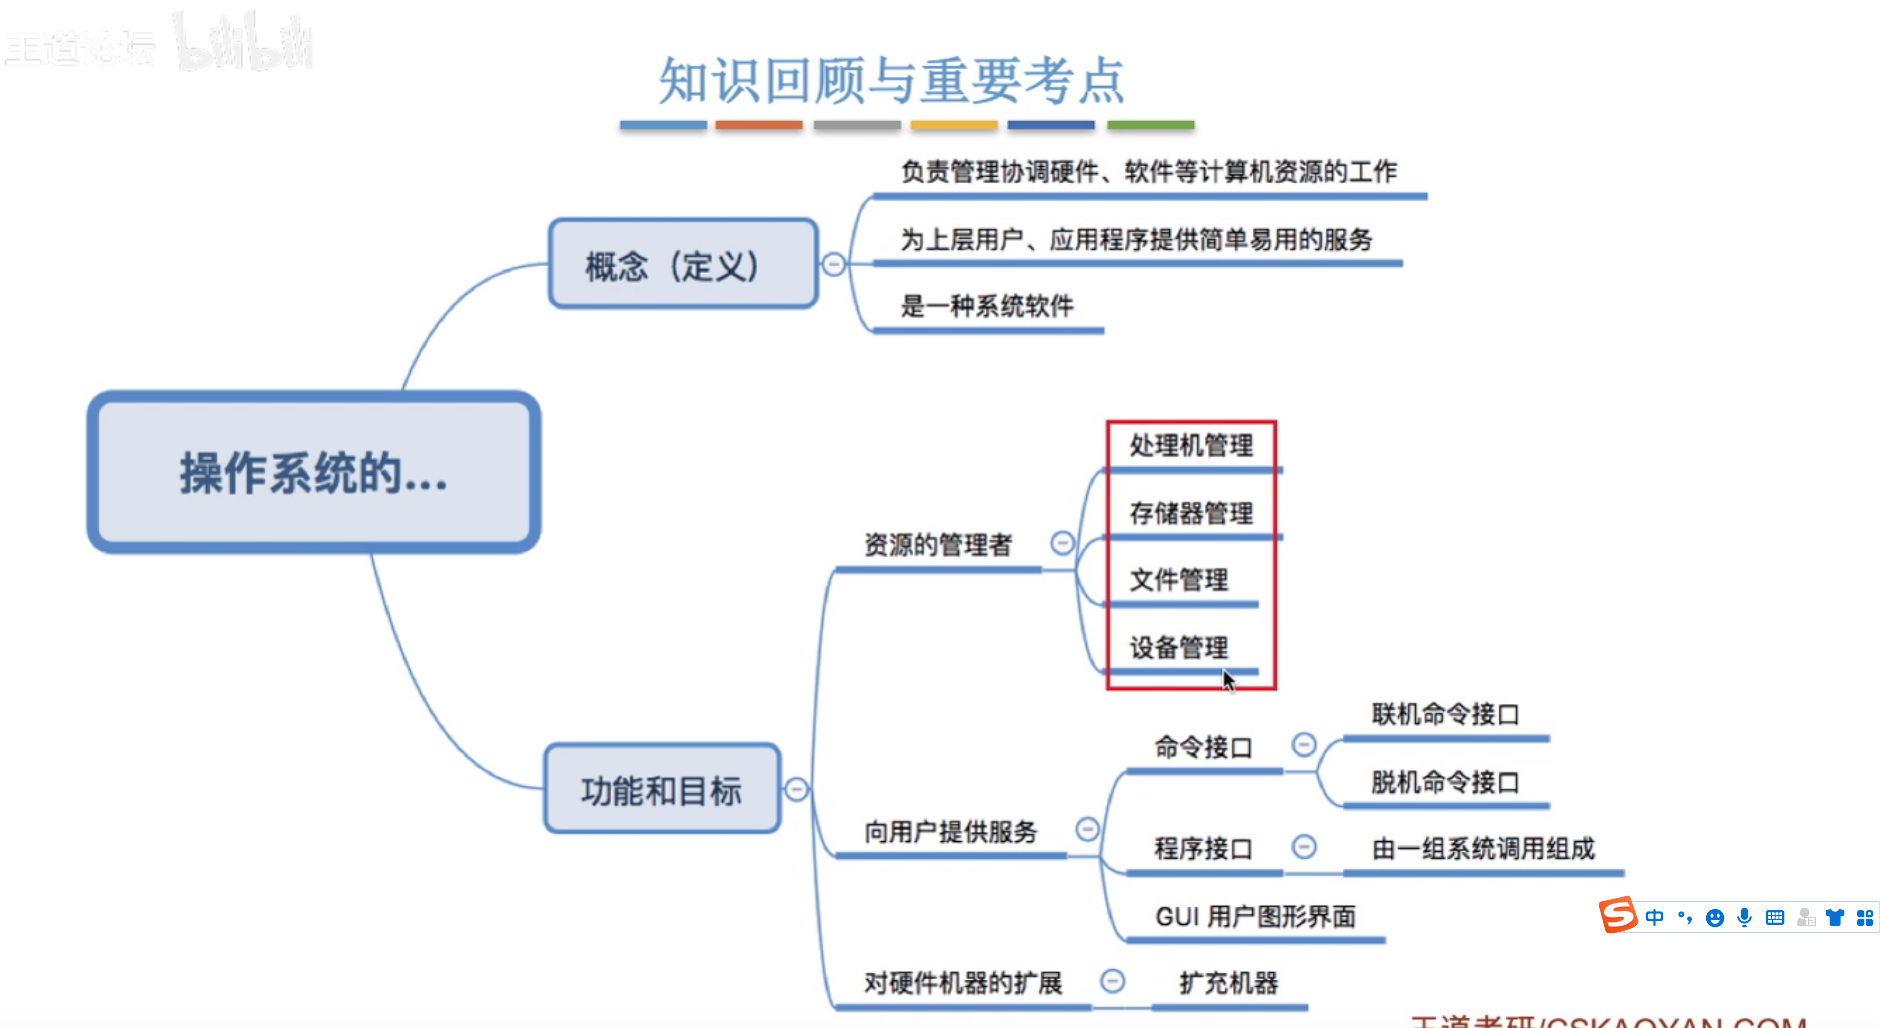 王道论坛 bilibili
知识回顾与重要考点
负责管理协调硬件、软件等计算机资源的工作
为上层用户、应用程序提供简单易用的服务
概念（定义）
是一种系统软件
操作系统的...
处理机管理
存储器管理
资源的管理者
文件管理
设备管理
联机命令接口
命令接口
脱机命令接口
功能和目标
向用户提供服务
程序接口
由一组系统调用组成
GUI 用户图形界面
中
对硬件机器的扩展
扩充机器
王道考研/CSKAOYAN.COM